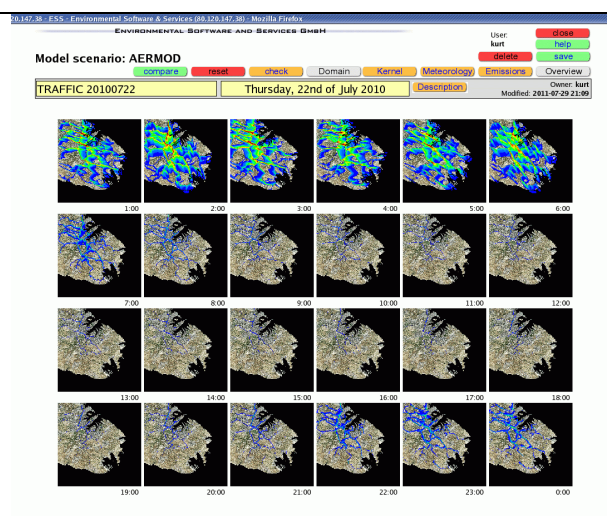 20.147.38 - ESS - Environmental Software & Services (80.120.147.38) - Mozilla Firefox
ENVIRONMENTAL SOFTWARE AND SERVICES GMBH
User: close
kurt help
Model scenario: AERMOD delete save
compare reset check Domain Kernel Meteorology Emissions Overview
TRAFFIC 20100722 Thursday, 22nd of July 2010 Description Owner: kurt
Modified: 2011-07-29 21:09
1:00 2:00 3:00 4:00 5:00 6:00
7:00 8:00 9:00 10:00 11:00 12:00
13:00 14:00 15:00 16:00 17:00 18:00
19:00 20:00 21:00 22:00 23:00 0:00